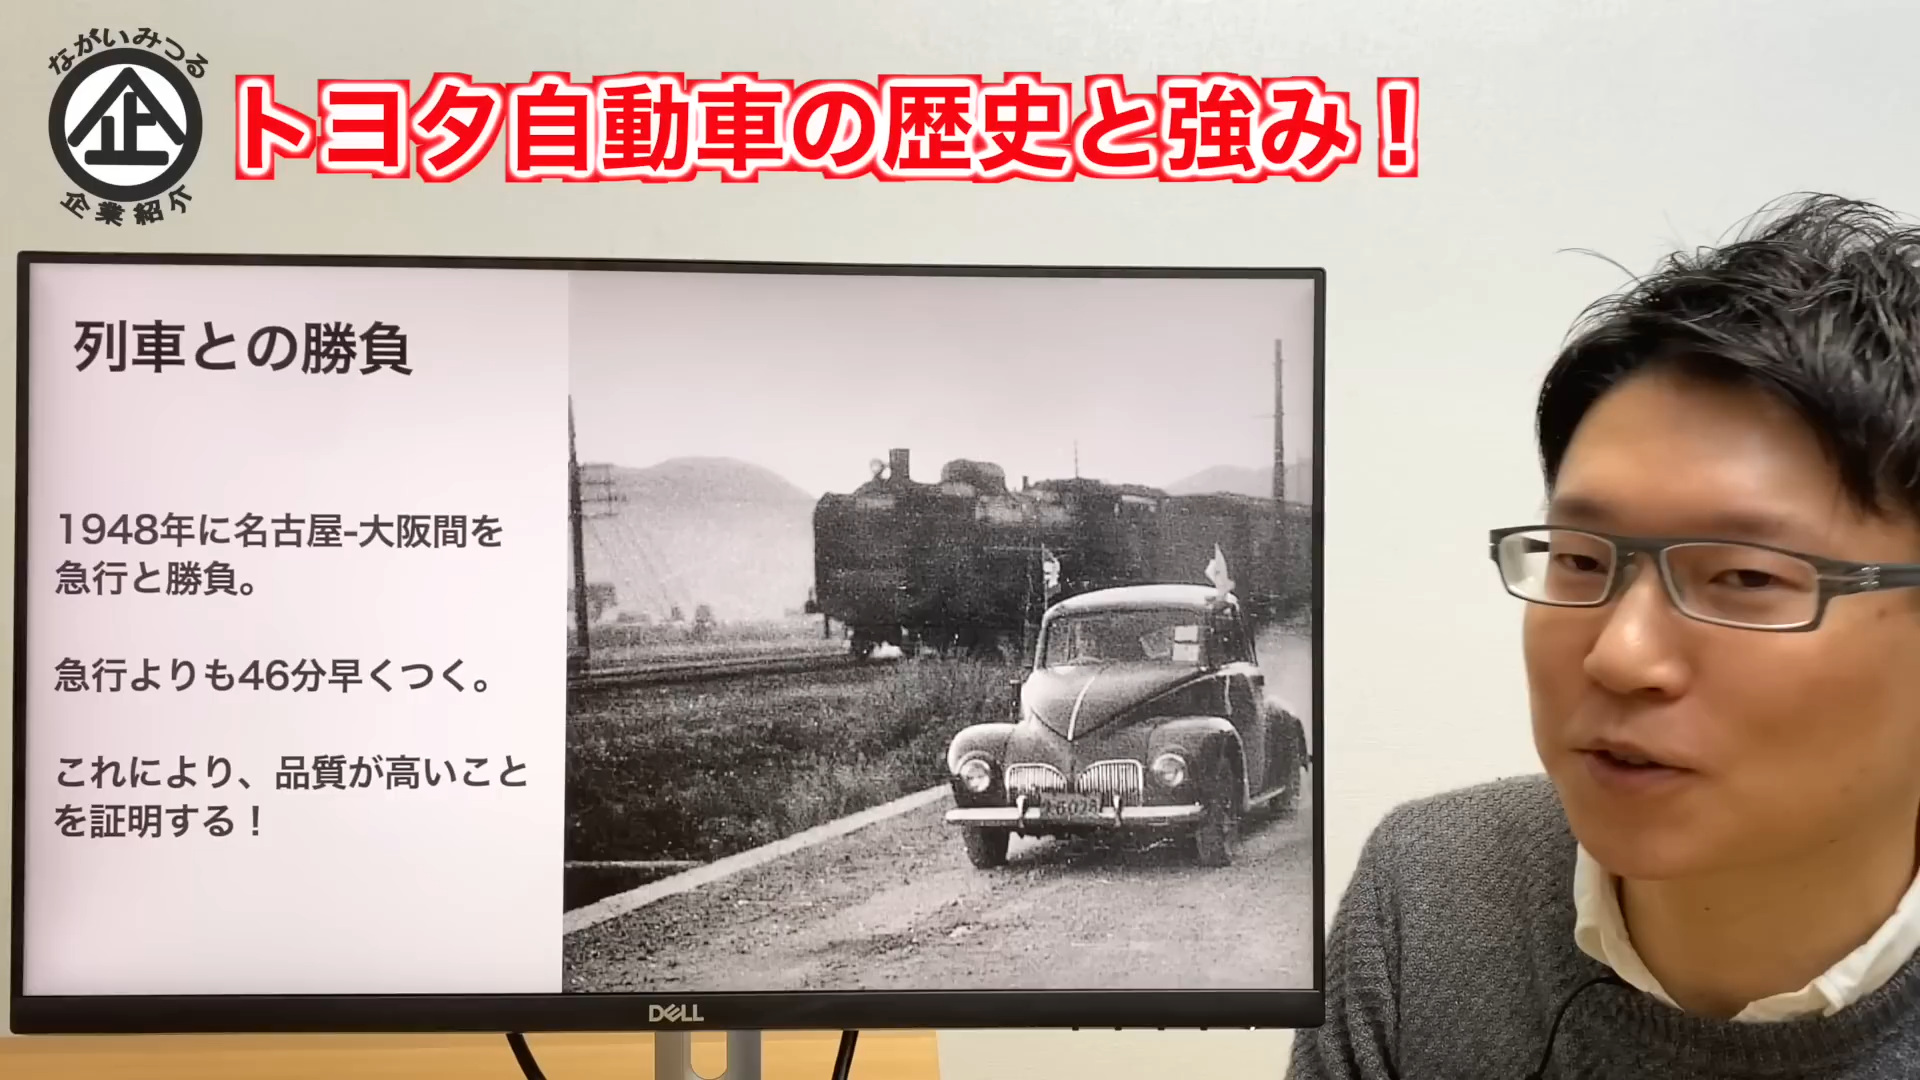 ながいみつる
企
企業紹介
トヨタ自動車の歴史と強み！
列車との勝負
1948年に名古屋-大阪間を
急行と勝負。
急行よりも46分早くつく。
これにより、品質が高いこと
を証明する！
DELL